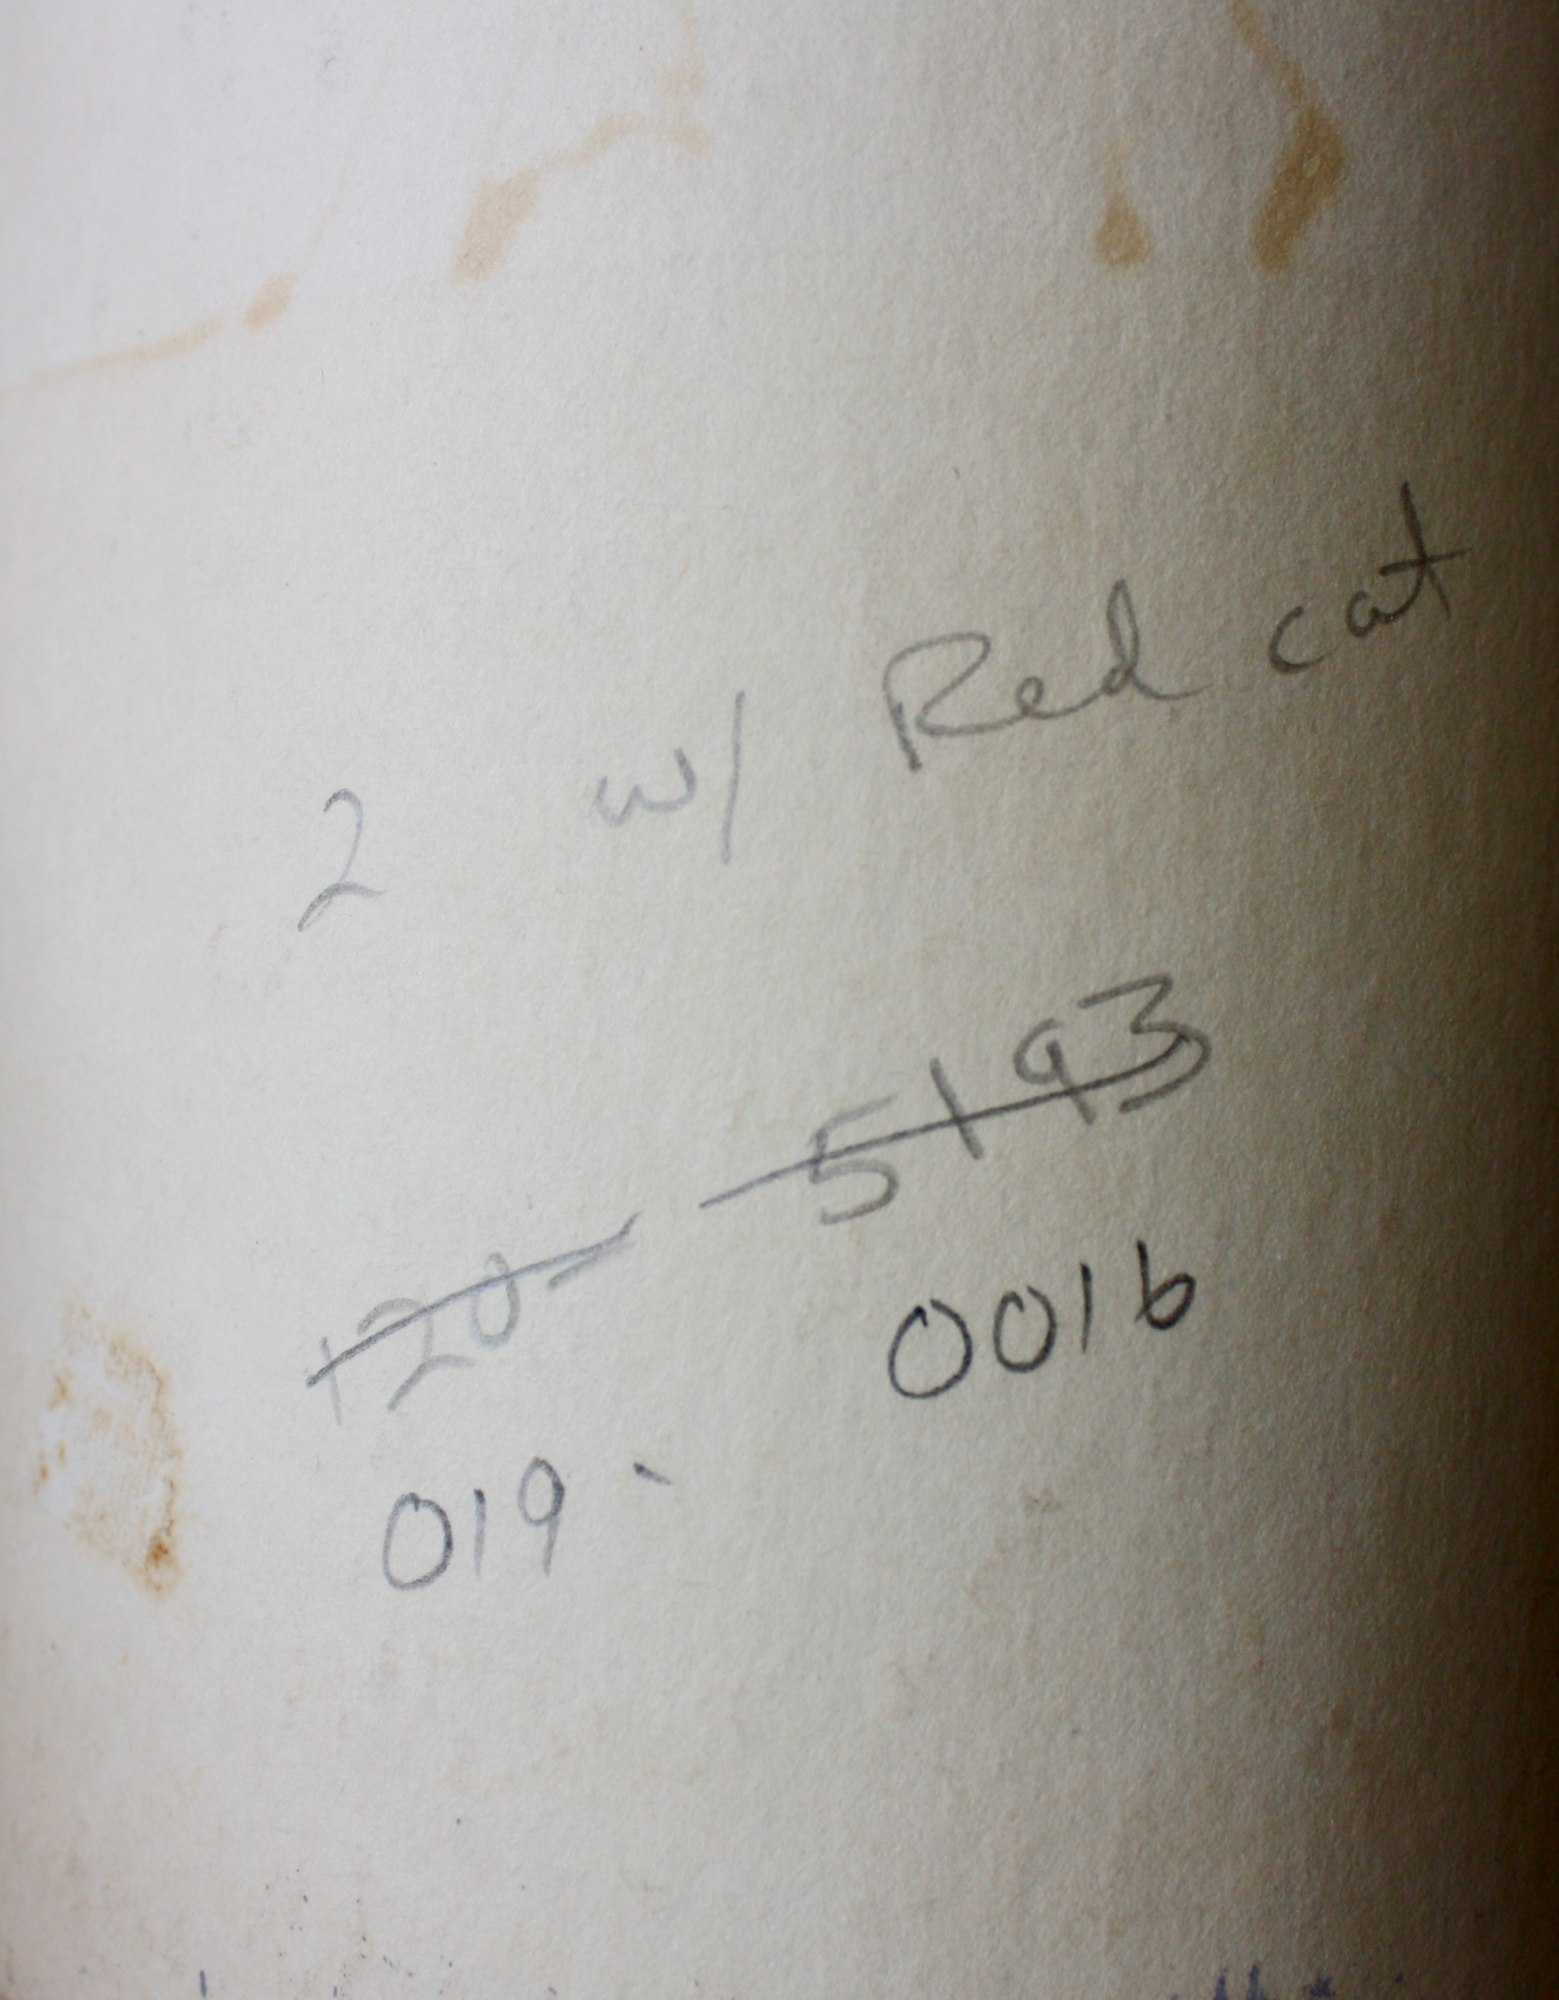 2 w/ Red cat
120- 5193
019- 0016